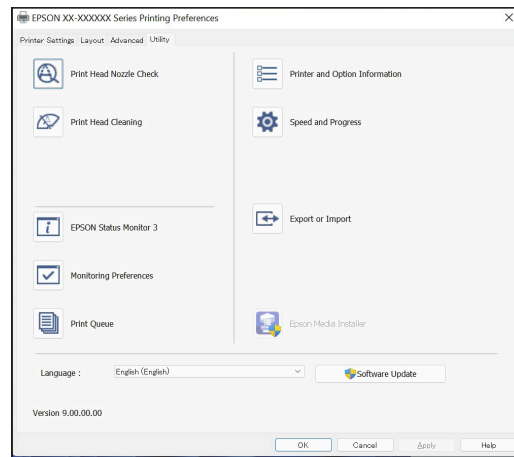 EPSON XX-XXXXXX Series Printing Preferences
Printer Settings Layout Advanced Utility
Print Head Nozzle Check
Printer and Option Information
Print Head Cleaning
Speed and Progress
EPSON Status Monitor 3
Export or Import
Monitoring Preferences
Print Queue
Epson Media Installer
Language : English (English)
Software Update
Version 9.00.00.00
OK Cancel Apply Help